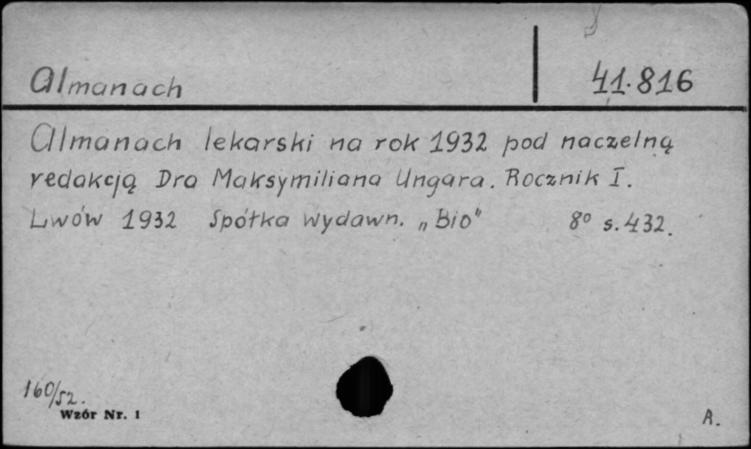 Almanach
41.816
Almanach lekarski na rok 1932 pod naczelną
redakcją Dra Maksymiliana Ungara. Rocznik I.
Lwów 1932 Spółka Wydawn. „Bio" 8° s. 432.
160/52.
Wzór Nr. 1
A.